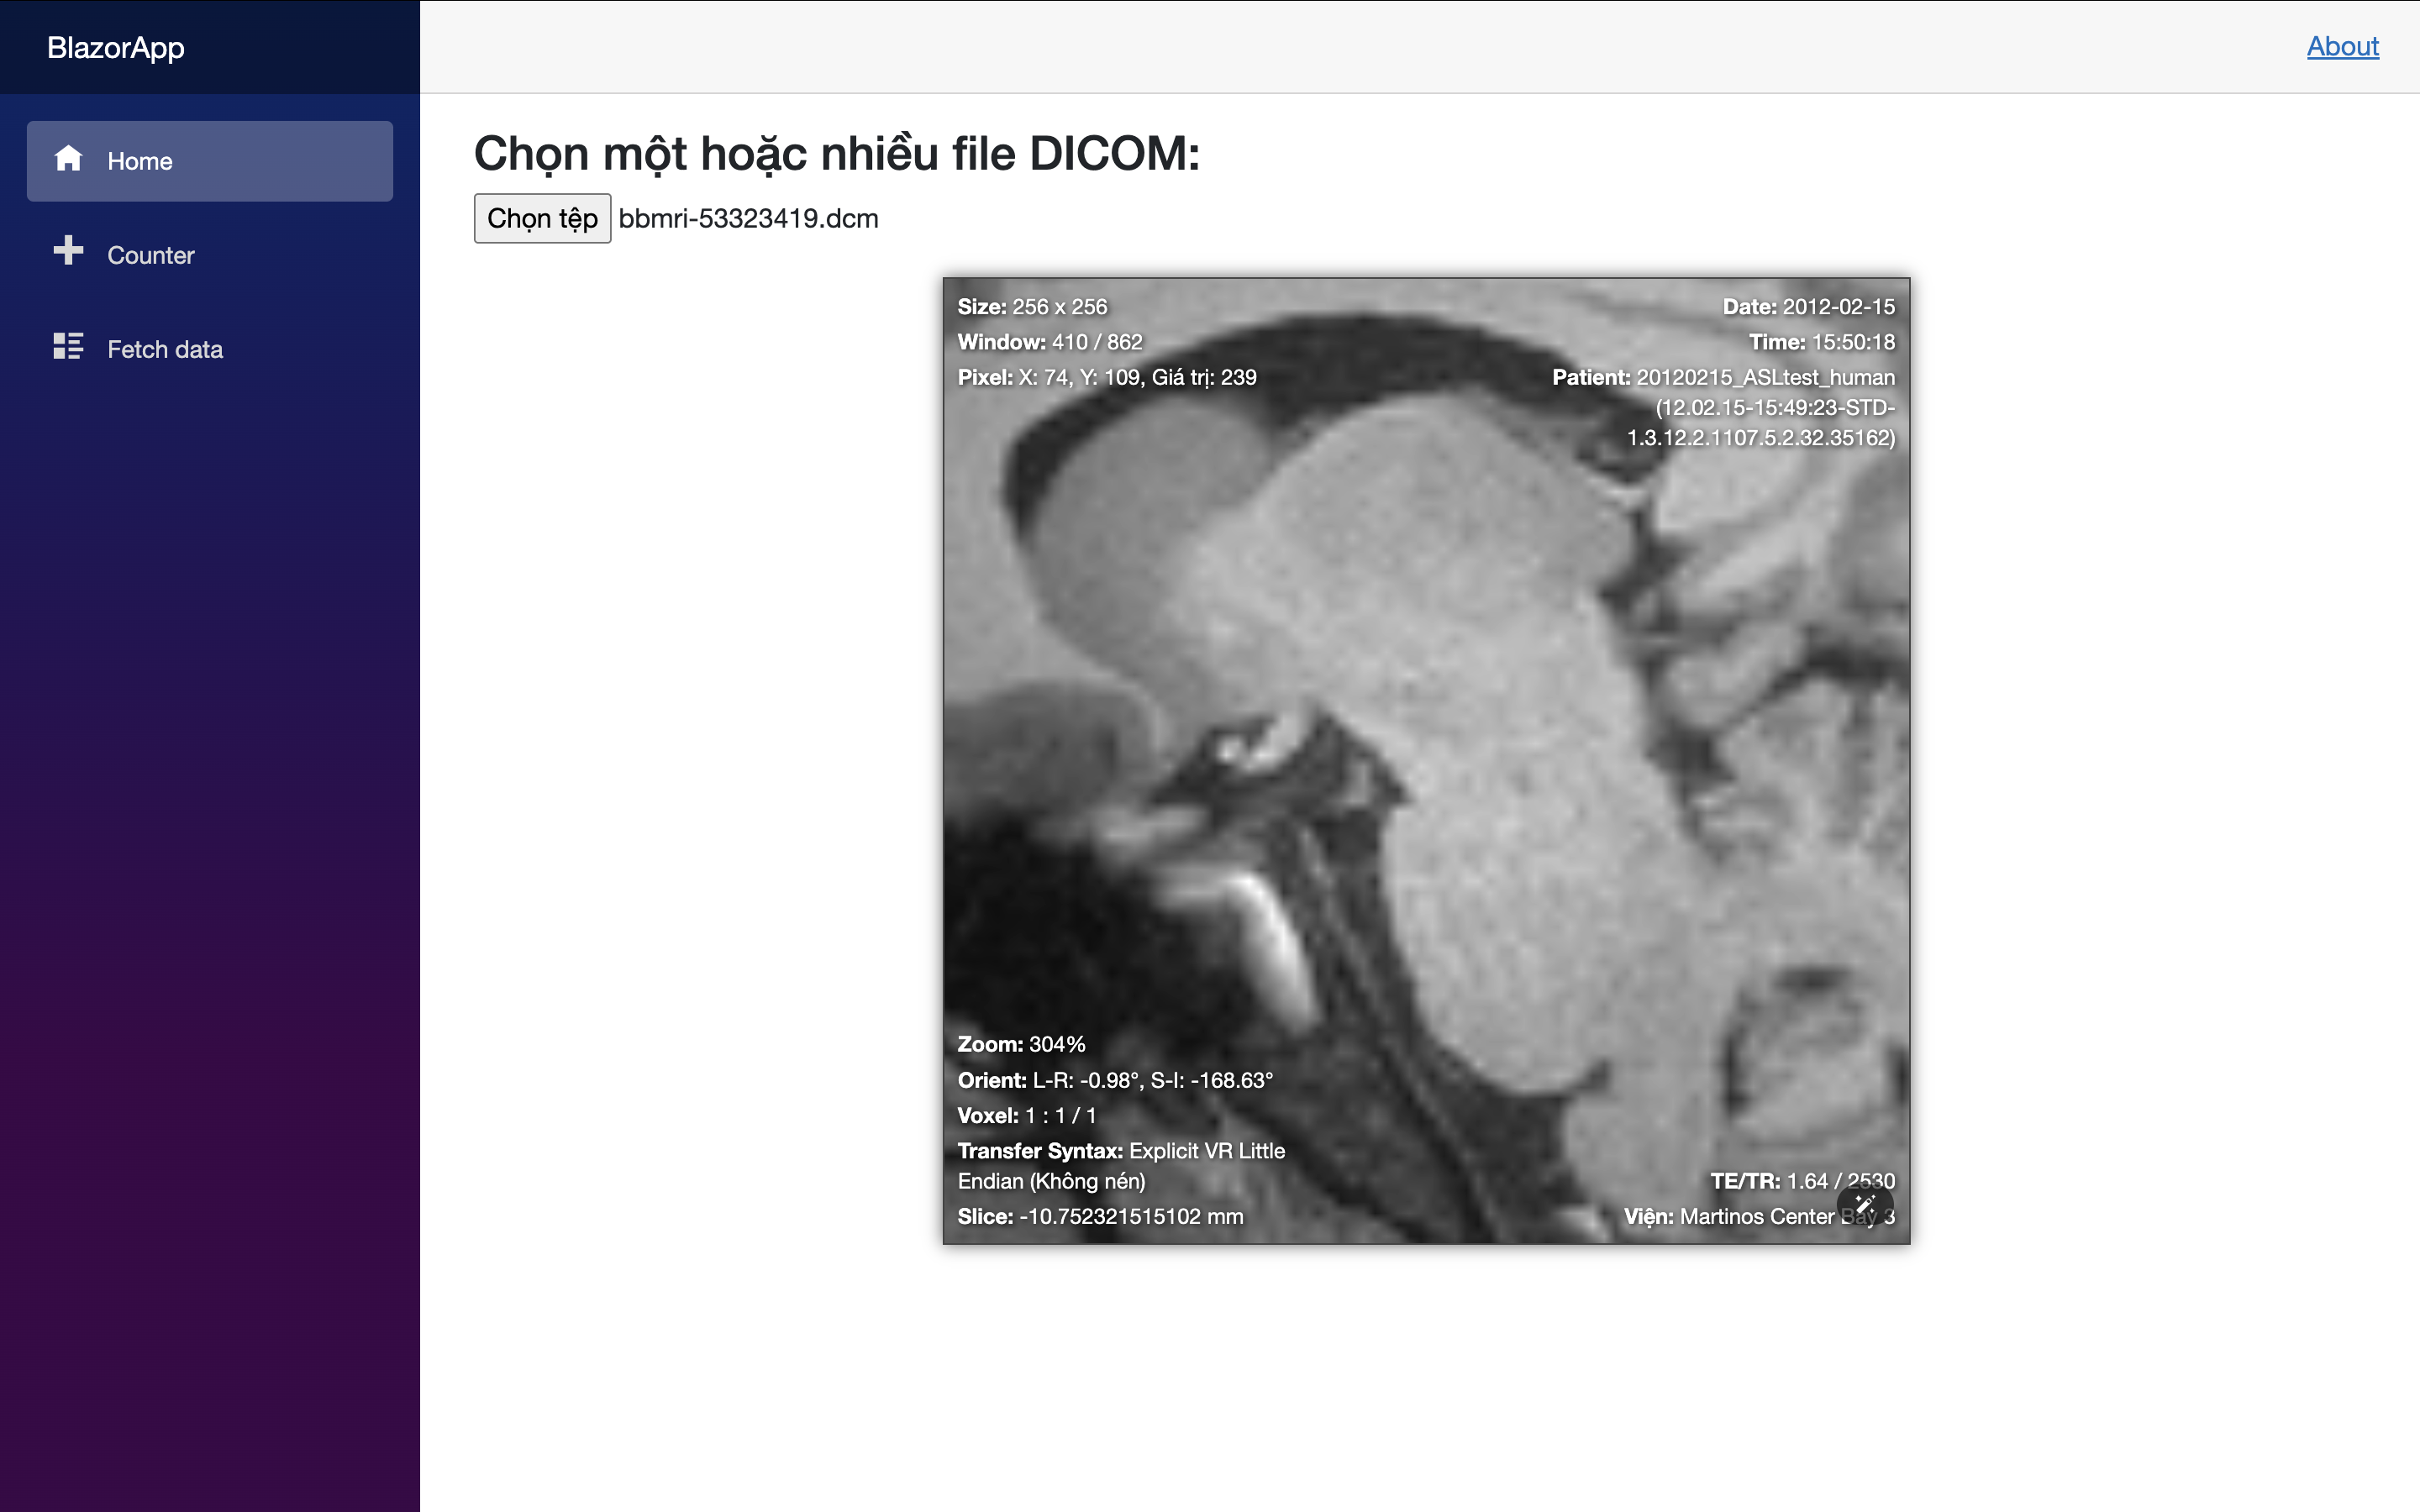 BlazorApp
About
Home
Counter
Fetch data
Chọn một hoặc nhiều file DICOM:
Chọn tệp bbmri-53323419.dcm
Size: 256 x 256
Window: 410 / 862
Pixel: X: 74, Y: 109, Giá trị: 239
Date: 2012-02-15
Time: 15:50:18
Patient: 20120215_ASLtest_human
(12.02.15-15:49:23-STD-
1.3.12.2.1107.5.2.32.35162)
Zoom: 304%
Orient: L-R: -0.98°, S-I: -168.63°
Voxel: 1 : 1 / 1
Transfer Syntax: Explicit VR Little
Endian (Không nén)
Slice: -10.752321515102 mm
TE/TR: 1.64 / 2530
Viện: Martinos Center Bay 3